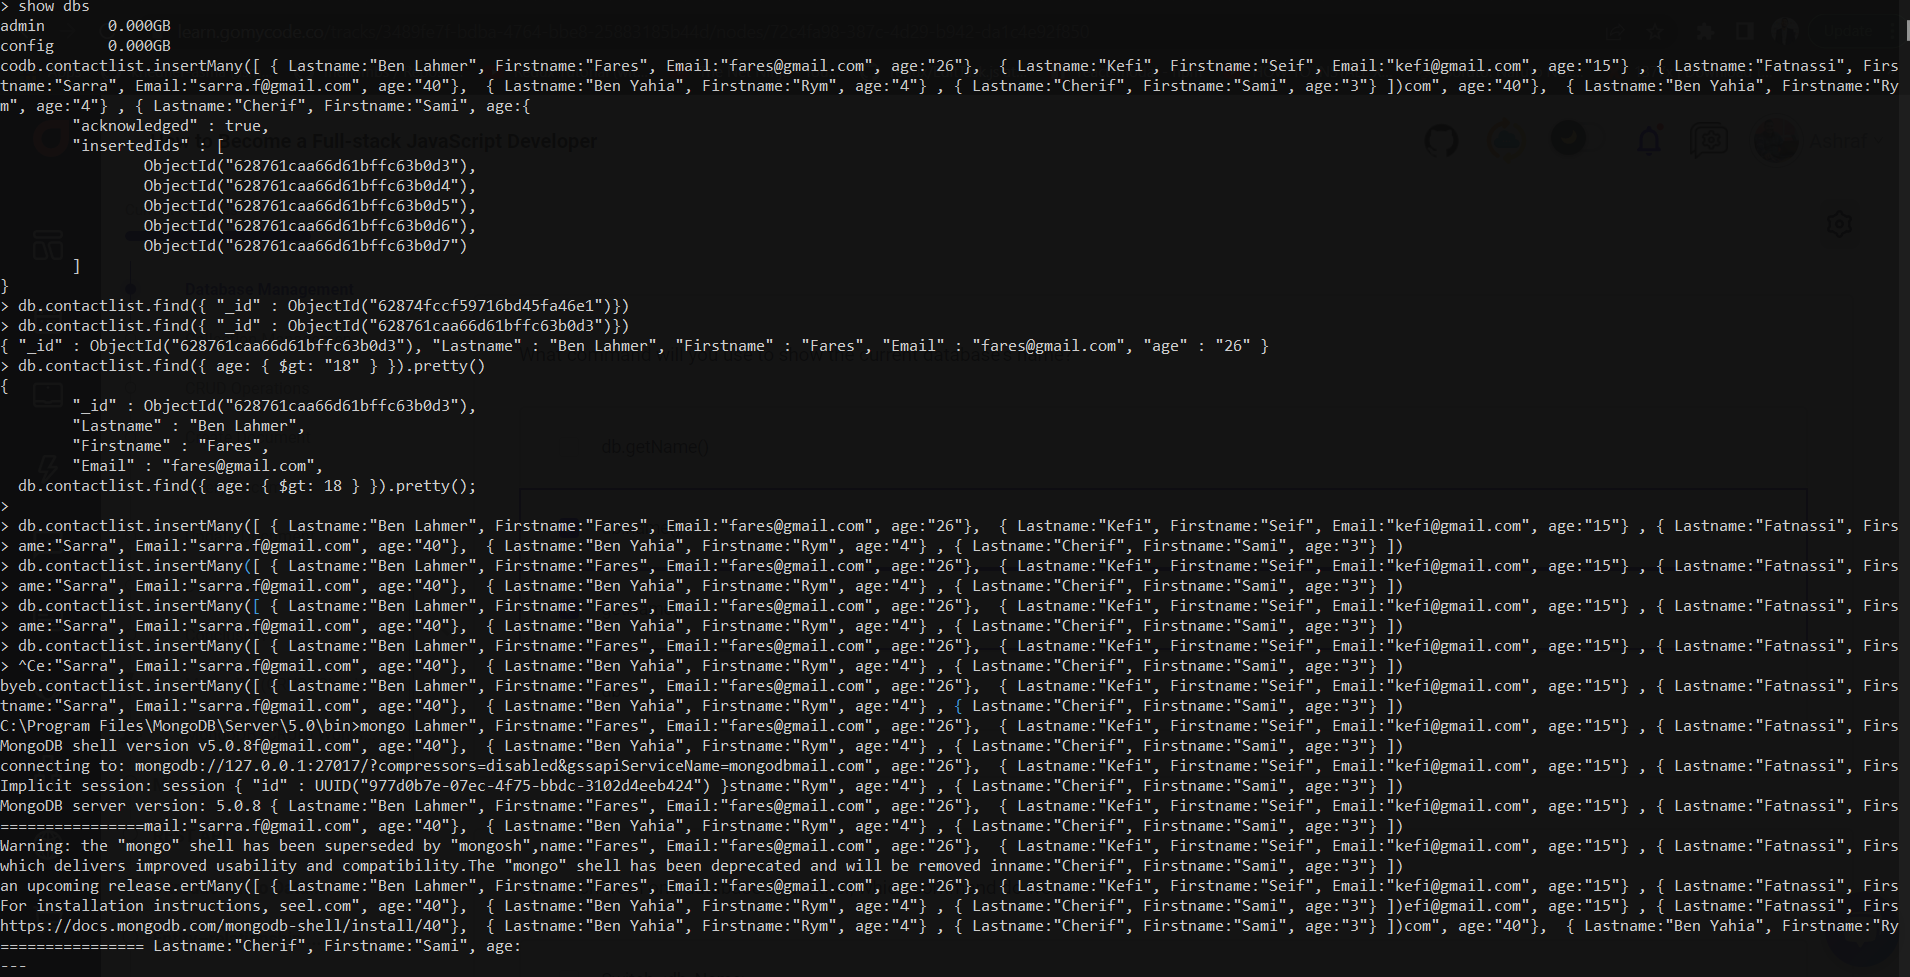 > show dbs
admin       0.000GB
config      0.000GB
codb.contactlist.insertMany([ { Lastname:"Ben Lahmer", Firstname:"Fares", Email:"fares@gmail.com", age:"26"},  { Lastname:"Kefi", Firstname:"Seif", Email:"kefi@gmail.com", age:"15"} , { Lastname:"Fatnassi", Firs
tname:"Sarra", Email:"sarra.f@gmail.com", age:"40"},  { Lastname:"Ben Yahia", Firstname:"Rym", age:"4"} , { Lastname:"Cherif", Firstname:"Sami", age:"3"} ])com", age:"40"},  { Lastname:"Ben Yahia", Firstname:"Ry
m", age:"4"} , { Lastname:"Cherif", Firstname:"Sami", age:{
        "acknowledged" : true,
Become a Full-stack JavaScript Developer
        "insertedIds" : [
                ObjectId("628761caa66d61bffc63b0d3"),
                ObjectId("628761caa66d61bffc63b0d4"),
                ObjectId("628761caa66d61bffc63b0d5"),
                ObjectId("628761caa66d61bffc63b0d6"),
                ObjectId("628761caa66d61bffc63b0d7")
        ]
}
Database Management
> db.contactlist.find({ "_id" : ObjectId("62874fccf59716bd45fa46e1")})
> db.contactlist.find({ "_id" : ObjectId("628761caa66d61bffc63b0d3")})
{ "_id" : ObjectId("628761caa66d61bffc63b0d3"), "Lastname" : "Ben Lahmer", "Firstname" : "Fares", "Email" : "fares@gmail.com", "age" : "26" }
What command will you use to show the current database's name
> db.contactlist.find({ age: { $gt: "18" } }).pretty()
{
        "_id" : ObjectId("628761caa66d61bffc63b0d3"),
        "Lastname" : "Ben Lahmer",
        "Firstname" : "Fares",
db.getName()
        "Email" : "fares@gmail.com",
  db.contactlist.find({ age: { $gt: 18 } }).pretty();
>
> db.contactlist.insertMany([ { Lastname:"Ben Lahmer", Firstname:"Fares", Email:"fares@gmail.com", age:"26"},  { Lastname:"Kefi", Firstname:"Seif", Email:"kefi@gmail.com", age:"15"} , { Lastname:"Fatnassi", Firs
> ame:"Sarra", Email:"sarra.f@gmail.com", age:"40"},  { Lastname:"Ben Yahia", Firstname:"Rym", age:"4"} , { Lastname:"Cherif", Firstname:"Sami", age:"3"} ])
> db.contactlist.insertMany([ { Lastname:"Ben Lahmer", Firstname:"Fares", Email:"fares@gmail.com", age:"26"},  { Lastname:"Kefi", Firstname:"Seif", Email:"kefi@gmail.com", age:"15"} , { Lastname:"Fatnassi", Firs
> ame:"Sarra", Email:"sarra.f@gmail.com", age:"40"},  { Lastname:"Ben Yahia", Firstname:"Rym", age:"4"} , { Lastname:"Cherif", Firstname:"Sami", age:"3"} ])
> db.contactlist.insertMany([ { Lastname:"Ben Lahmer", Firstname:"Fares", Email:"fares@gmail.com", age:"26"},  { Lastname:"Kefi", Firstname:"Seif", Email:"kefi@gmail.com", age:"15"} , { Lastname:"Fatnassi", Firs
> ame:"Sarra", Email:"sarra.f@gmail.com", age:"40"},  { Lastname:"Ben Yahia", Firstname:"Rym", age:"4"} , { Lastname:"Cherif", Firstname:"Sami", age:"3"} ])
> db.contactlist.insertMany([ { Lastname:"Ben Lahmer", Firstname:"Fares", Email:"fares@gmail.com", age:"26"},  { Lastname:"Kefi", Firstname:"Seif", Email:"kefi@gmail.com", age:"15"} , { Lastname:"Fatnassi", Firs
> ^Ce:"Sarra", Email:"sarra.f@gmail.com", age:"40"},  { Lastname:"Ben Yahia", Firstname:"Rym", age:"4"} , { Lastname:"Cherif", Firstname:"Sami", age:"3"} ])
byeb.contactlist.insertMany([ { Lastname:"Ben Lahmer", Firstname:"Fares", Email:"fares@gmail.com", age:"26"},  { Lastname:"Kefi", Firstname:"Seif", Email:"kefi@gmail.com", age:"15"} , { Lastname:"Fatnassi", Firs
tname:"Sarra", Email:"sarra.f@gmail.com", age:"40"},  { Lastname:"Ben Yahia", Firstname:"Rym", age:"4"} , { Lastname:"Cherif", Firstname:"Sami", age:"3"} ])
C:\Program Files\MongoDB\Server\5.0\bin>mongo Lahmer", Firstname:"Fares", Email:"fares@gmail.com", age:"26"},  { Lastname:"Kefi", Firstname:"Seif", Email:"kefi@gmail.com", age:"15"} , { Lastname:"Fatnassi", Firs
MongoDB shell version v5.0.8f@gmail.com", age:"40"},  { Lastname:"Ben Yahia", Firstname:"Rym", age:"4"} , { Lastname:"Cherif", Firstname:"Sami", age:"3"} ])
connecting to: mongodb://127.0.0.1:27017/?compressors=disabled&gssapiServiceName=mongodbmail.com", age:"26"},  { Lastname:"Kefi", Firstname:"Seif", Email:"kefi@gmail.com", age:"15"} , { Lastname:"Fatnassi", Firs
Implicit session: session { "id" : UUID("977d0b7e-07ec-4f75-bbdc-3102d4eeb424") }stname:"Rym", age:"4"} , { Lastname:"Cherif", Firstname:"Sami", age:"3"} ])
MongoDB server version: 5.0.8 { Lastname:"Ben Lahmer", Firstname:"Fares", Email:"fares@gmail.com", age:"26"},  { Lastname:"Kefi", Firstname:"Seif", Email:"kefi@gmail.com", age:"15"} , { Lastname:"Fatnassi", Firs
================mail:"sarra.f@gmail.com", age:"40"},  { Lastname:"Ben Yahia", Firstname:"Rym", age:"4"} , { Lastname:"Cherif", Firstname:"Sami", age:"3"} ])
Warning: the "mongo" shell has been superseded by "mongosh",name:"Fares", Email:"fares@gmail.com", age:"26"},  { Lastname:"Kefi", Firstname:"Seif", Email:"kefi@gmail.com", age:"15"} , { Lastname:"Fatnassi", Firs
which delivers improved usability and compatibility.The "mongo" shell has been deprecated and will be removed inname:"Cherif", Firstname:"Sami", age:"3"} ])
an upcoming release.ertMany([ { Lastname:"Ben Lahmer", Firstname:"Fares", Email:"fares@gmail.com", age:"26"},  { Lastname:"Kefi", Firstname:"Seif", Email:"kefi@gmail.com", age:"15"} , { Lastname:"Fatnassi", Firs
For installation instructions, seel.com", age:"40"},  { Lastname:"Ben Yahia", Firstname:"Rym", age:"4"} , { Lastname:"Cherif", Firstname:"Sami", age:"3"} ])efi@gmail.com", age:"15"} , { Lastname:"Fatnassi", Firs
https://docs.mongodb.com/mongodb-shell/install/40"},  { Lastname:"Ben Yahia", Firstname:"Rym", age:"4"} , { Lastname:"Cherif", Firstname:"Sami", age:"3"} ])com", age:"40"},  { Lastname:"Ben Yahia", Firstname:"Ry
================ Lastname:"Cherif", Firstname:"Sami", age:
---